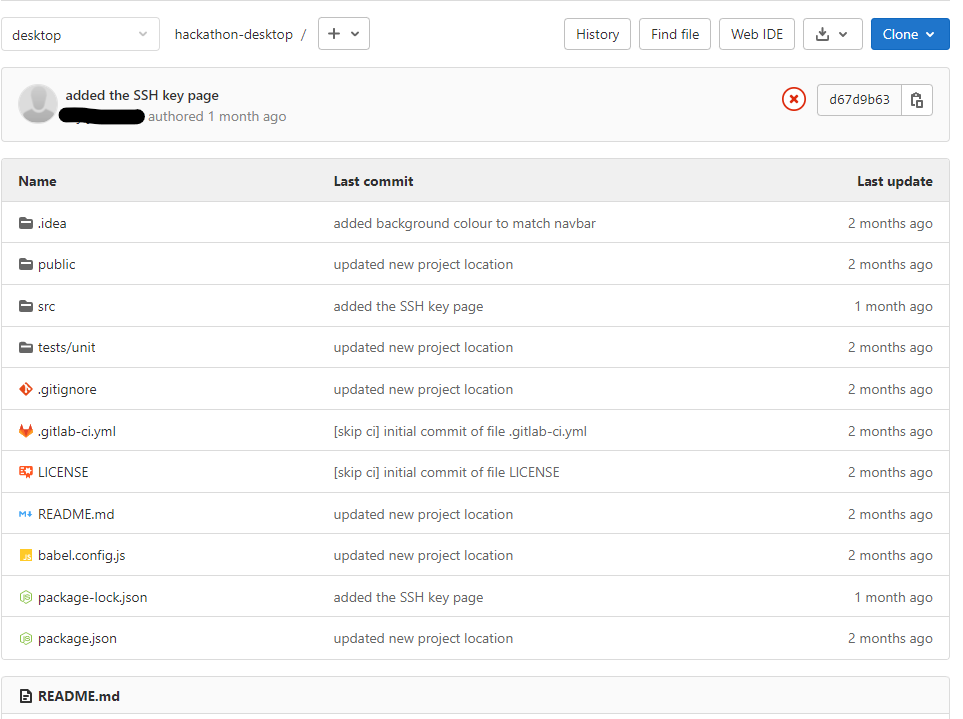 desktop hackathon-desktop / + History Find file Web IDE Clone
added the SSH key page
authored 1 month ago d67d9b63
Name Last commit Last update
.idea added background colour to match navbar 2 months ago
public updated new project location 2 months ago
src added the SSH key page 1 month ago
tests/unit updated new project location 2 months ago
.gitignore updated new project location 2 months ago
.gitlab-ci.yml [skip ci] initial commit of file .gitlab-ci.yml 2 months ago
LICENSE [skip ci] initial commit of file LICENSE 2 months ago
README.md updated new project location 2 months ago
babel.config.js updated new project location 2 months ago
package-lock.json added the SSH key page 1 month ago
package.json updated new project location 2 months ago
README.md